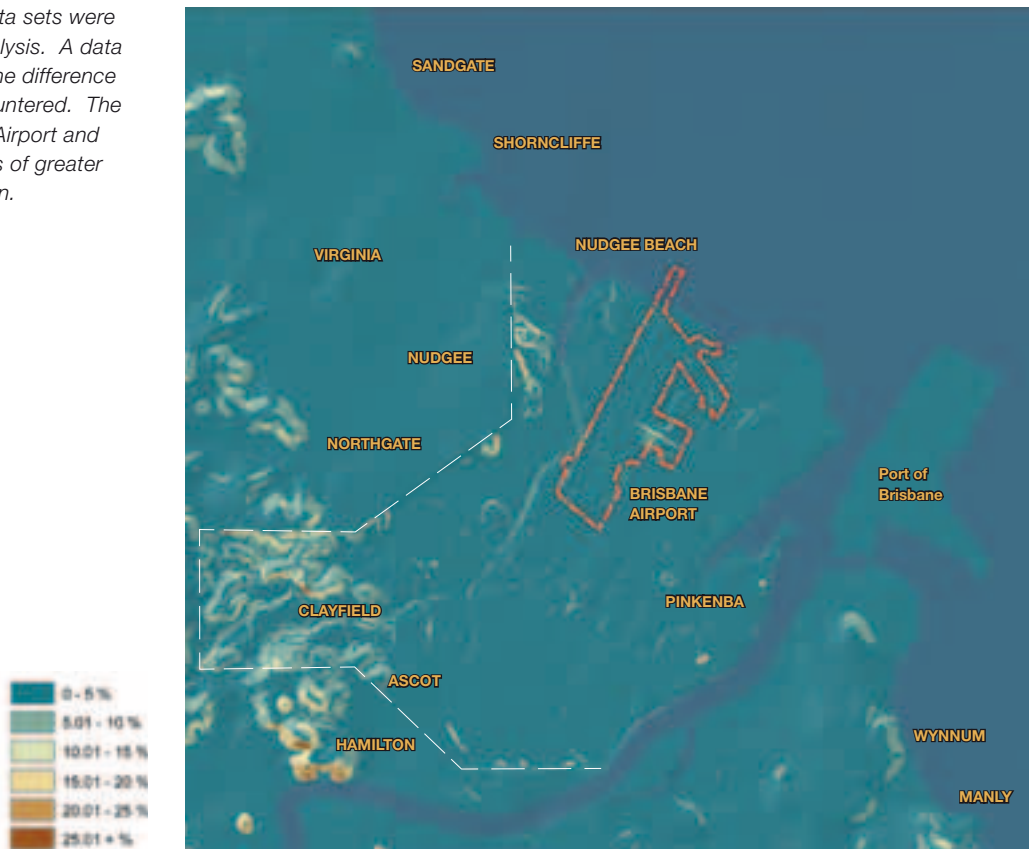 ta sets were
lysis. A data
ne difference
untered. The
Airport and
s of greater
n.
SANDGATE
SHORNCLIFFE
NUDGEE BEACH
VIRGINIA
NUDGEE
NORTHGATE
Port of
Brisbane
BRISBANE
AIRPORT
PINKENBA
CLAYFIELD
ASCOT
HAMILTON
WYNNUM
MANLY
0 - 5 %
5.01 - 10 %
10.01 - 15 %
15.01 - 20 %
20.01 - 25 %
25.01 + %